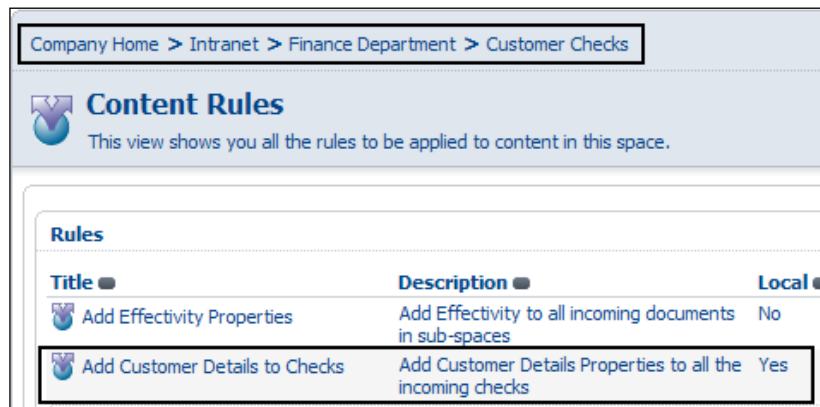 Company Home > Intranet > Finance Department > Customer Checks
Content Rules
This view shows you all the rules to be applied to content in this space.
Rules
Title Description Local
Add Effectivity Properties Add Effectivity to all incoming documents No
in sub-spaces
Add Customer Details to Checks Add Customer Details Properties to all the Yes
incoming checks